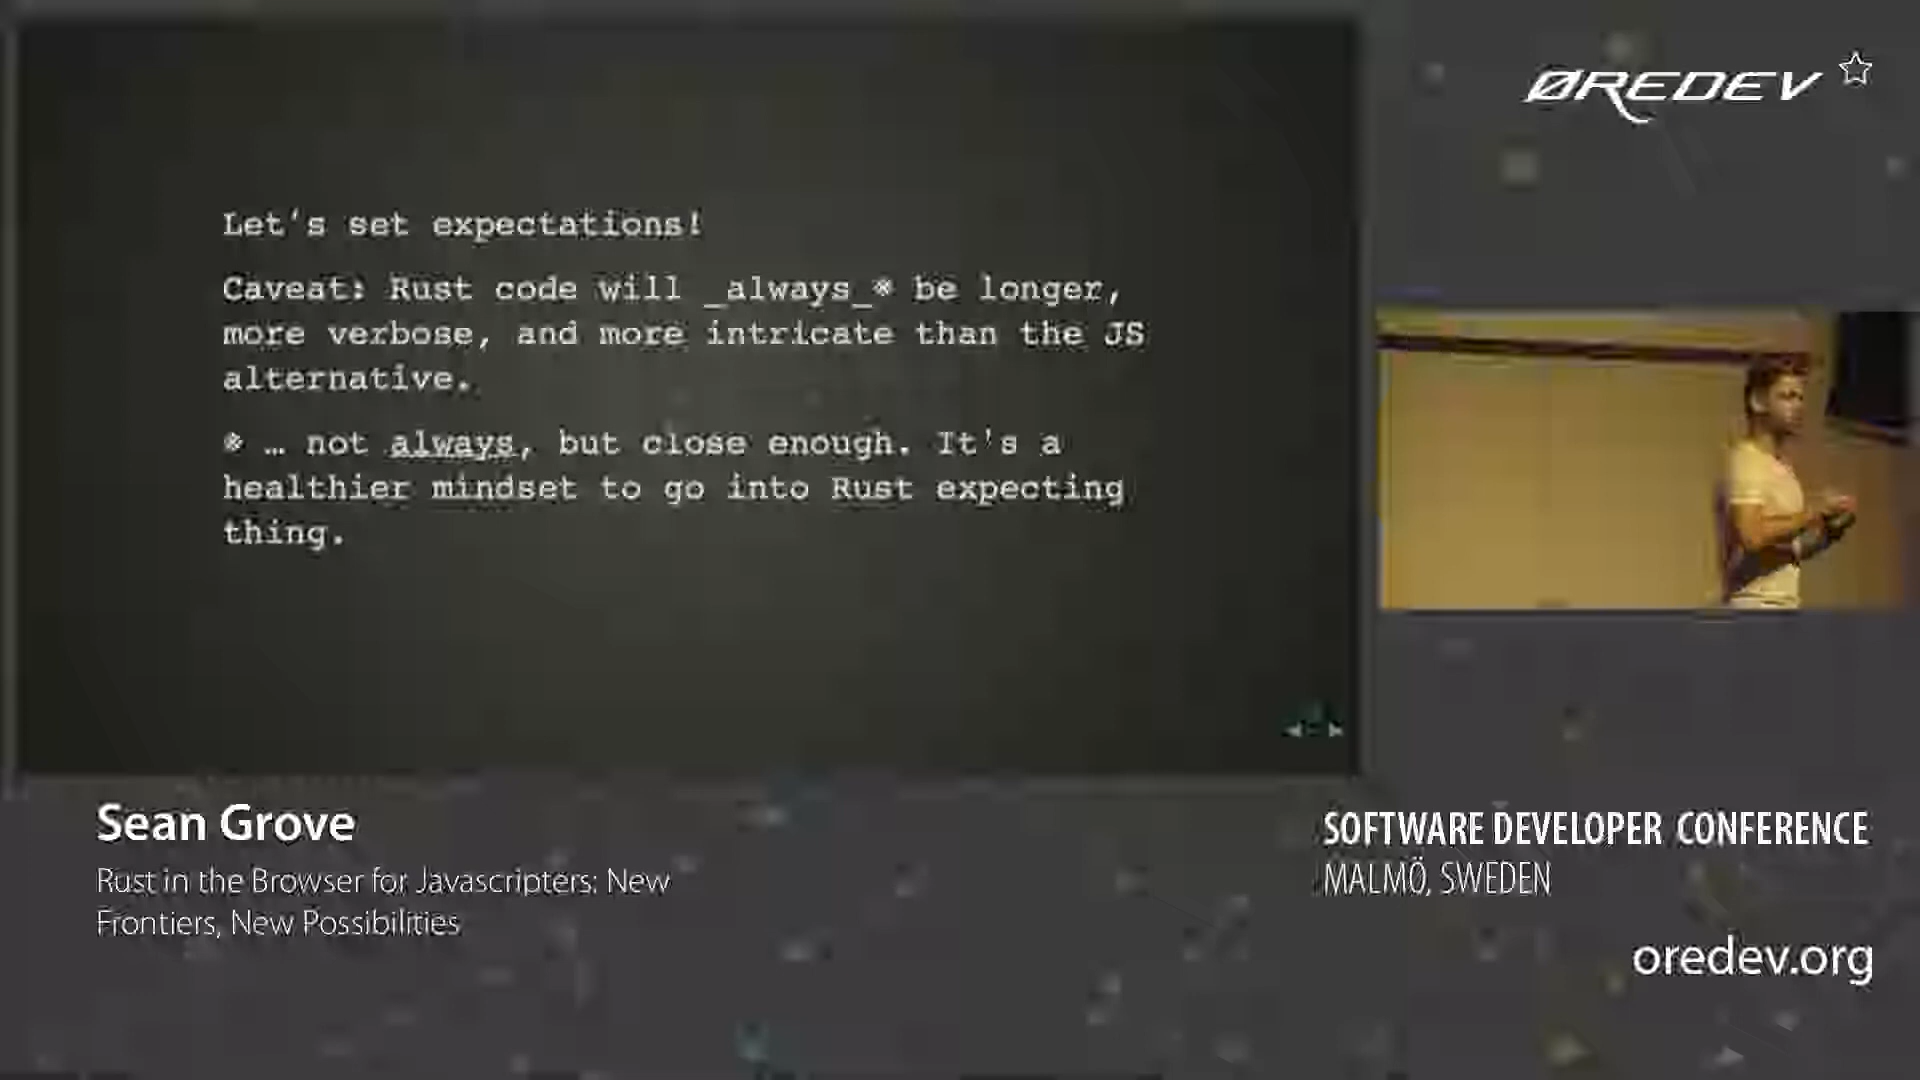 Let's set expectations!
Caveat: Rust code will _always_* be longer,
more verbose, and more intricate than the JS
alternative.
* … not always, but close enough. It's a
healthier mindset to go into Rust expecting
thing.
ØREDEV
Sean Grove
Rust in the Browser for Javascripters: New
Frontiers, New Possibilities
SOFTWARE DEVELOPER CONFERENCE
MALMÖ, SWEDEN
oredev.org